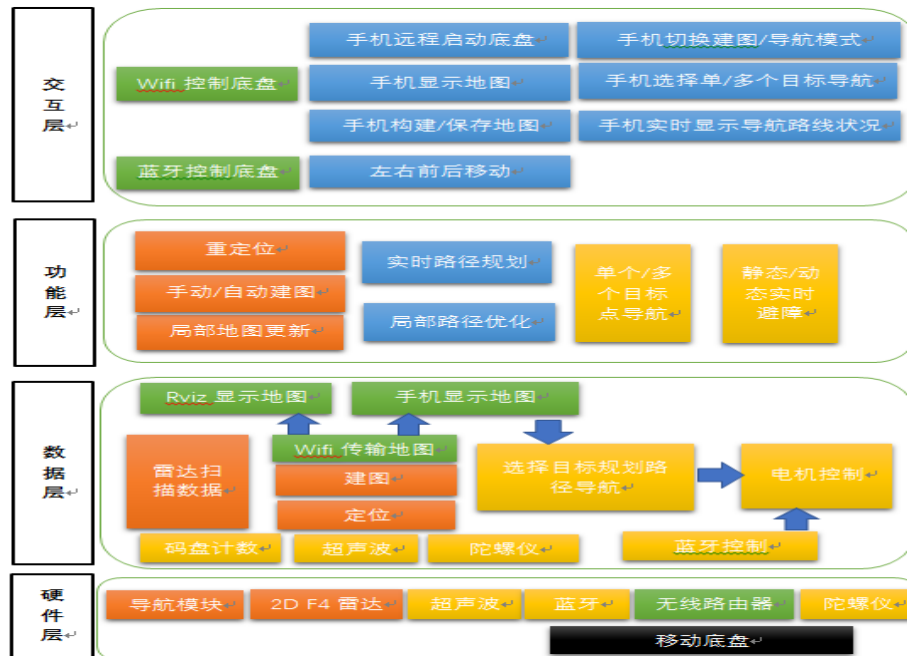 交互层
手机远程启动底盘
手机切换建图/导航模式
Wifi 控制底盘
手机显示地图
手机选择单/多个目标导航
手机构建/保存地图
手机实时显示导航路线状况
蓝牙控制底盘
左右前后移动
功能层
重定位
手动/自动建图
局部地图更新
实时路径规划
局部路径优化
单个/多
个目标
点导航
静态/动
态实时
避障
数据层
Rviz 显示地图
手机显示地图
雷达扫
描数据
Wifi 传输地图
建图
定位
选择目标规划路
径导航
电机控制
码盘计数
超声波
陀螺仪
蓝牙控制
硬件层
导航模块
2D F4 雷达
超声波
蓝牙
无线路由器
陀螺仪
移动底盘